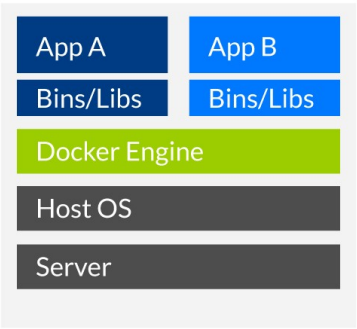 App A
App B
Bins/Libs
Bins/Libs
Docker Engine
Host OS
Server